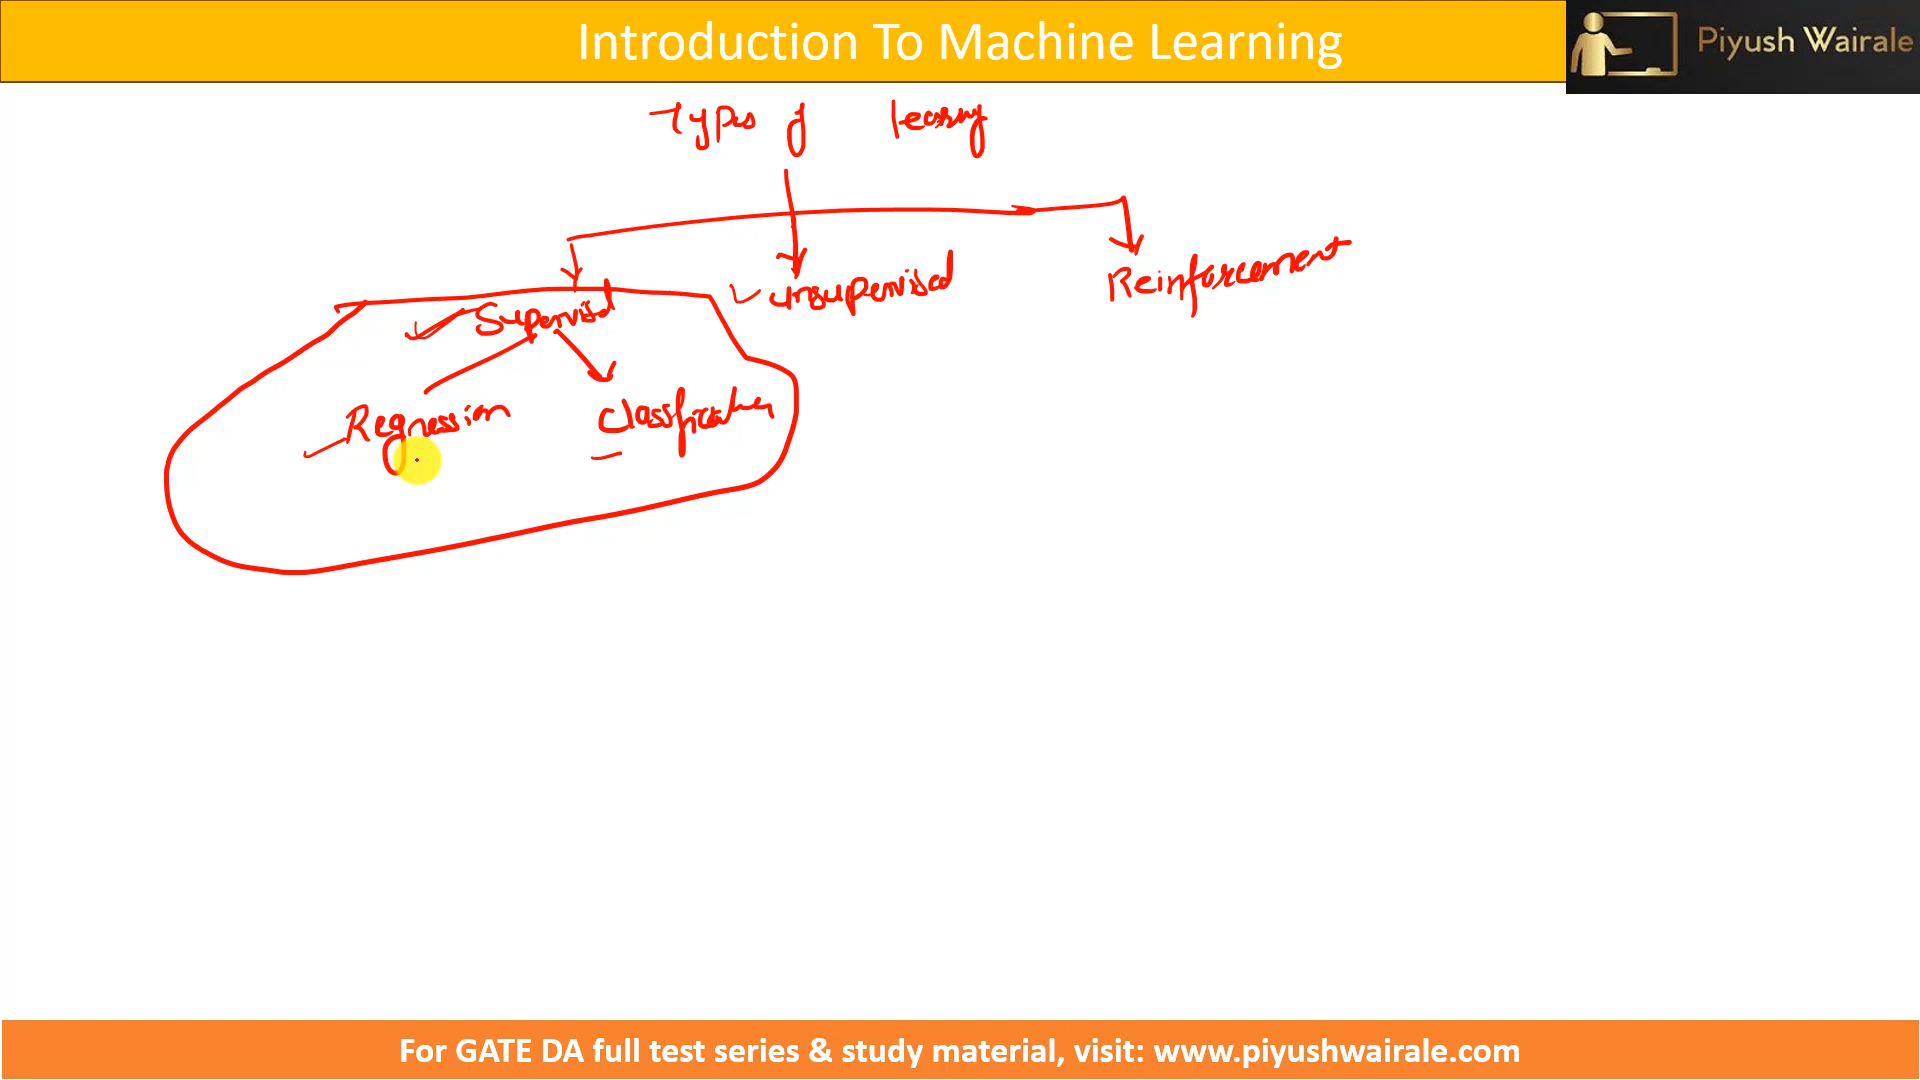 Introduction To Machine Learning
Piyush Wairale
Types of learning
Supervised
Unsupervised
Reinforcement
Regression
Classification
For GATE DA full test series & study material, visit: www.piyushwairale.com